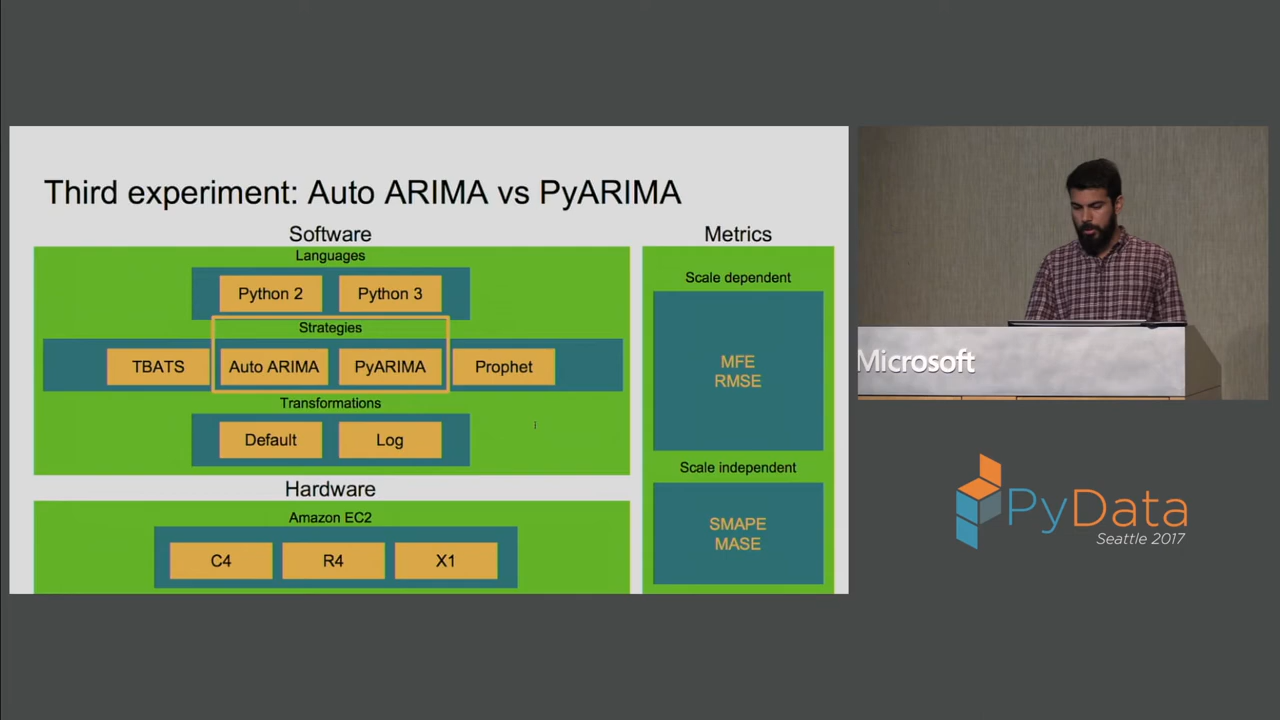 Third experiment: Auto ARIMA vs PyARIMA
Software
Languages
Python 2
Python 3
Strategies
TBATS
Auto ARIMA
PyARIMA
Prophet
Transformations
Default
Log
Hardware
Amazon EC2
C4
R4
X1
Metrics
Scale dependent
MFE
RMSE
Scale independent
SMAPE
MASE
Microsoft
PyData
Seattle 2017